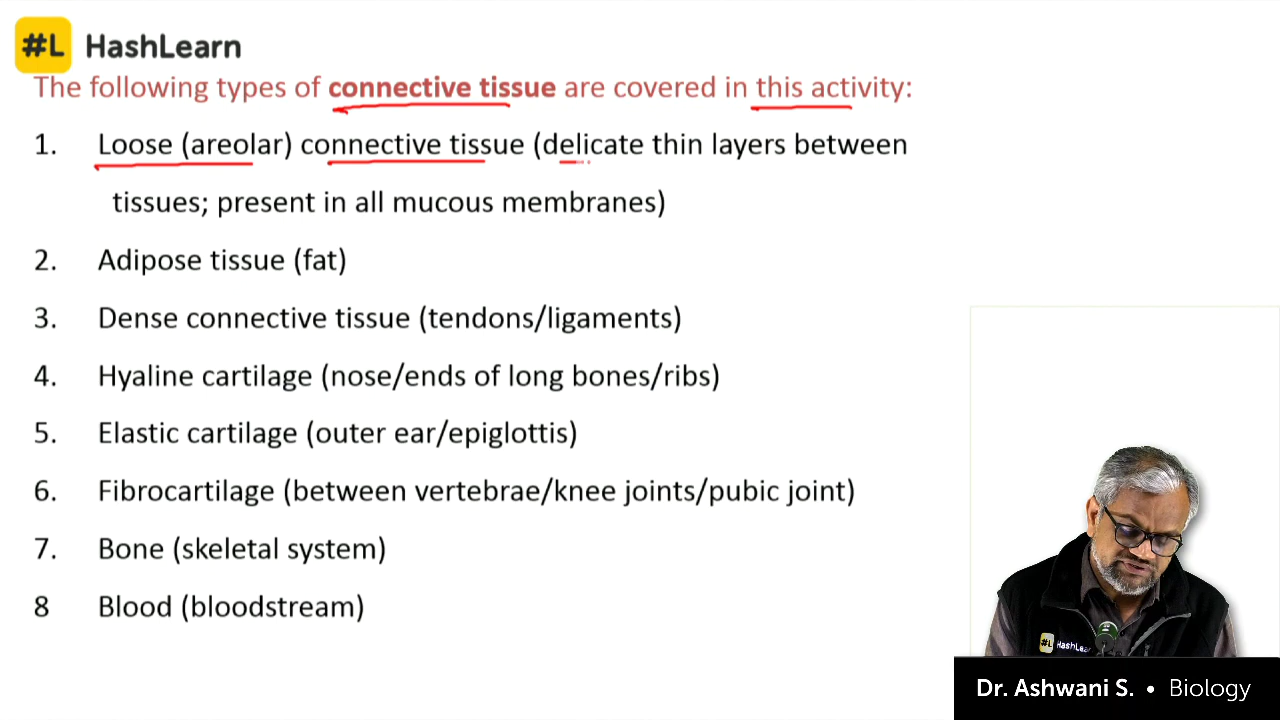 #L HashLearn
The following types of connective tissue are covered in this activity:
1. Loose (areolar) connective tissue (delicate thin layers between
tissues; present in all mucous membranes)
2. Adipose tissue (fat)
3. Dense connective tissue (tendons/ligaments)
4. Hyaline cartilage (nose/ends of long bones/ribs)
5. Elastic cartilage (outer ear/epiglottis)
6. Fibrocartilage (between vertebrae/knee joints/pubic joint)
7. Bone (skeletal system)
8 Blood (bloodstream)
#L HashLea
Dr. Ashwani S. • Biology